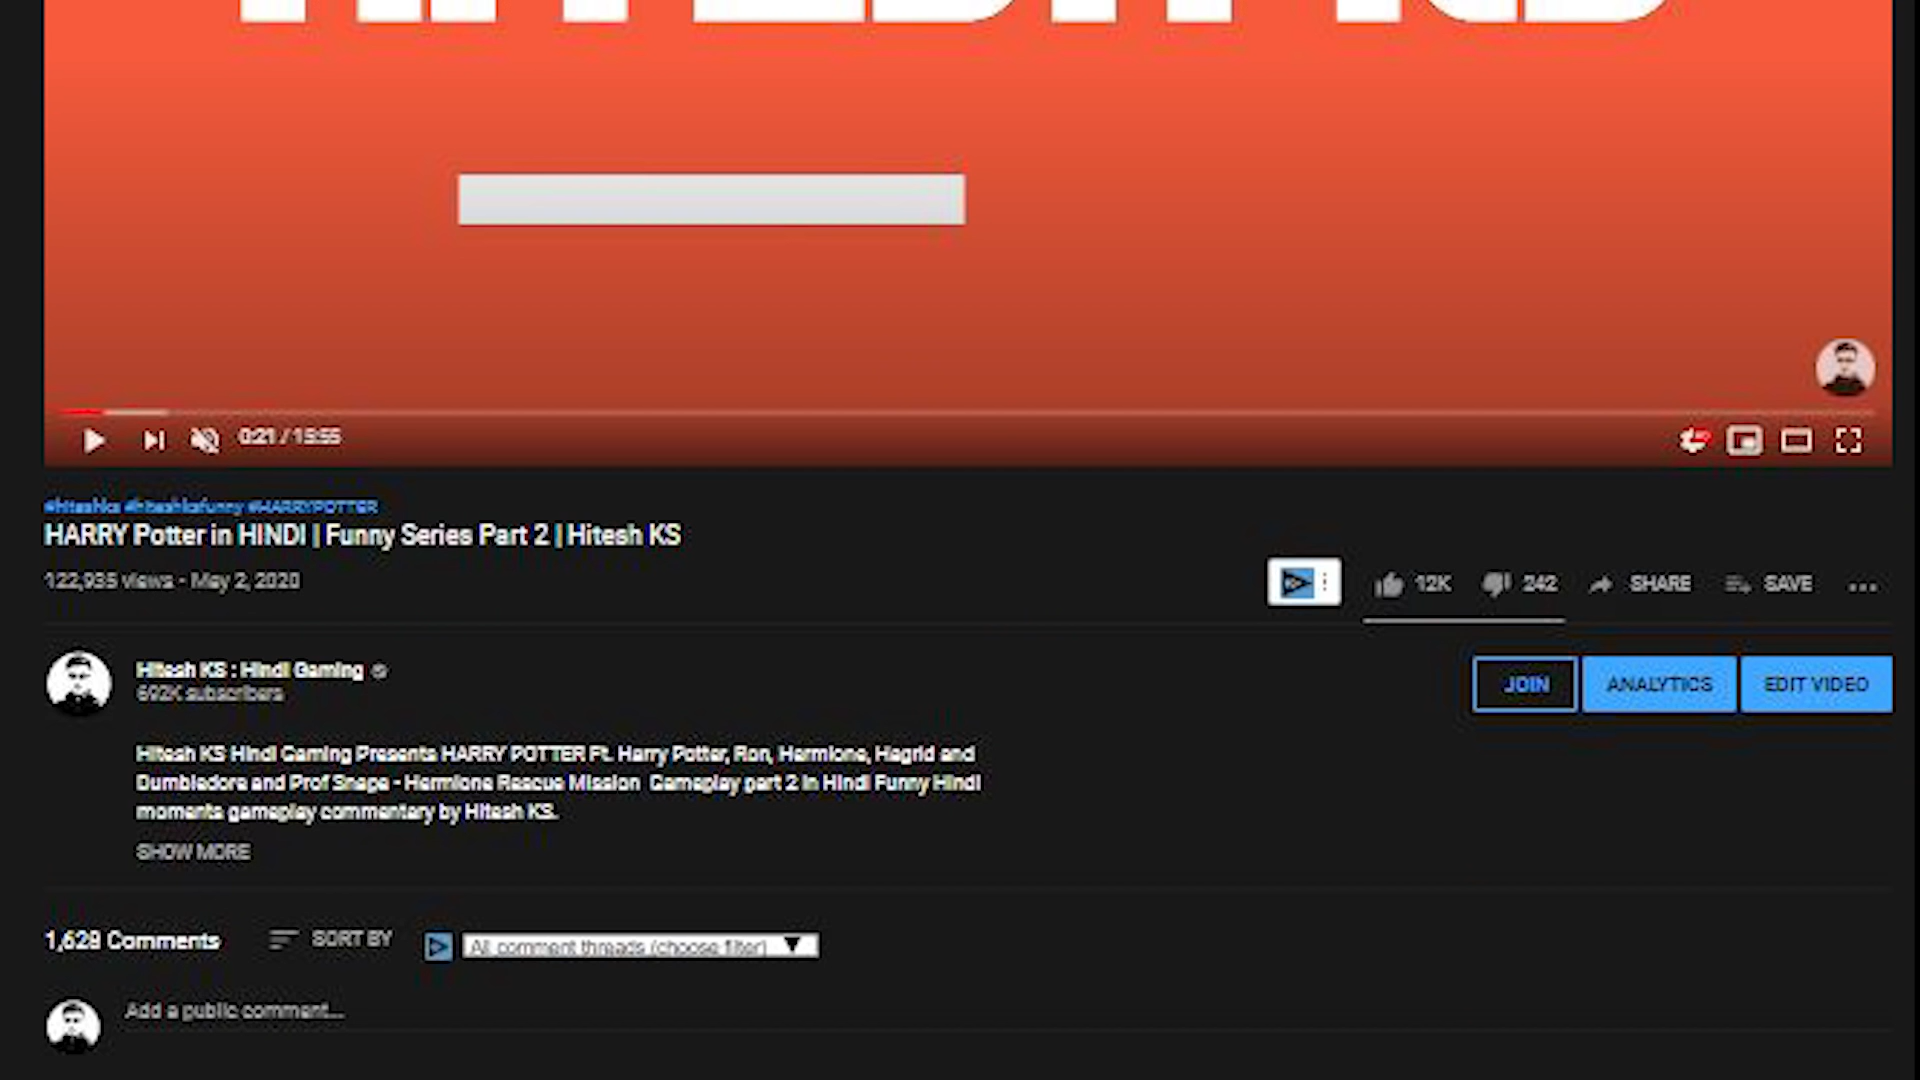 0:21 / 15:55
#hiteshks #hiteshksfunny #HARRYPOTTER
HARRY Potter in HINDI | Funny Series Part 2 | Hitesh KS
122,935 views • May 2, 2020
12K 242 SHARE SAVE
Hitesh KS : Hindi Gaming
692K subscribers
JOIN ANALYTICS EDIT VIDEO
Hitesh KS Hindi Gaming Presents HARRY POTTER Ft. Harry Potter, Ron, Hermione, Hagrid and
Dumbledore and Prof Snape - Hermione Rescue Mission Gameplay part 2 in Hindi Funny Hindi
moments gameplay commentary by Hitesh KS.
SHOW MORE
1,628 Comments SORT BY All comment threads (choose filter)
Add a public comment...